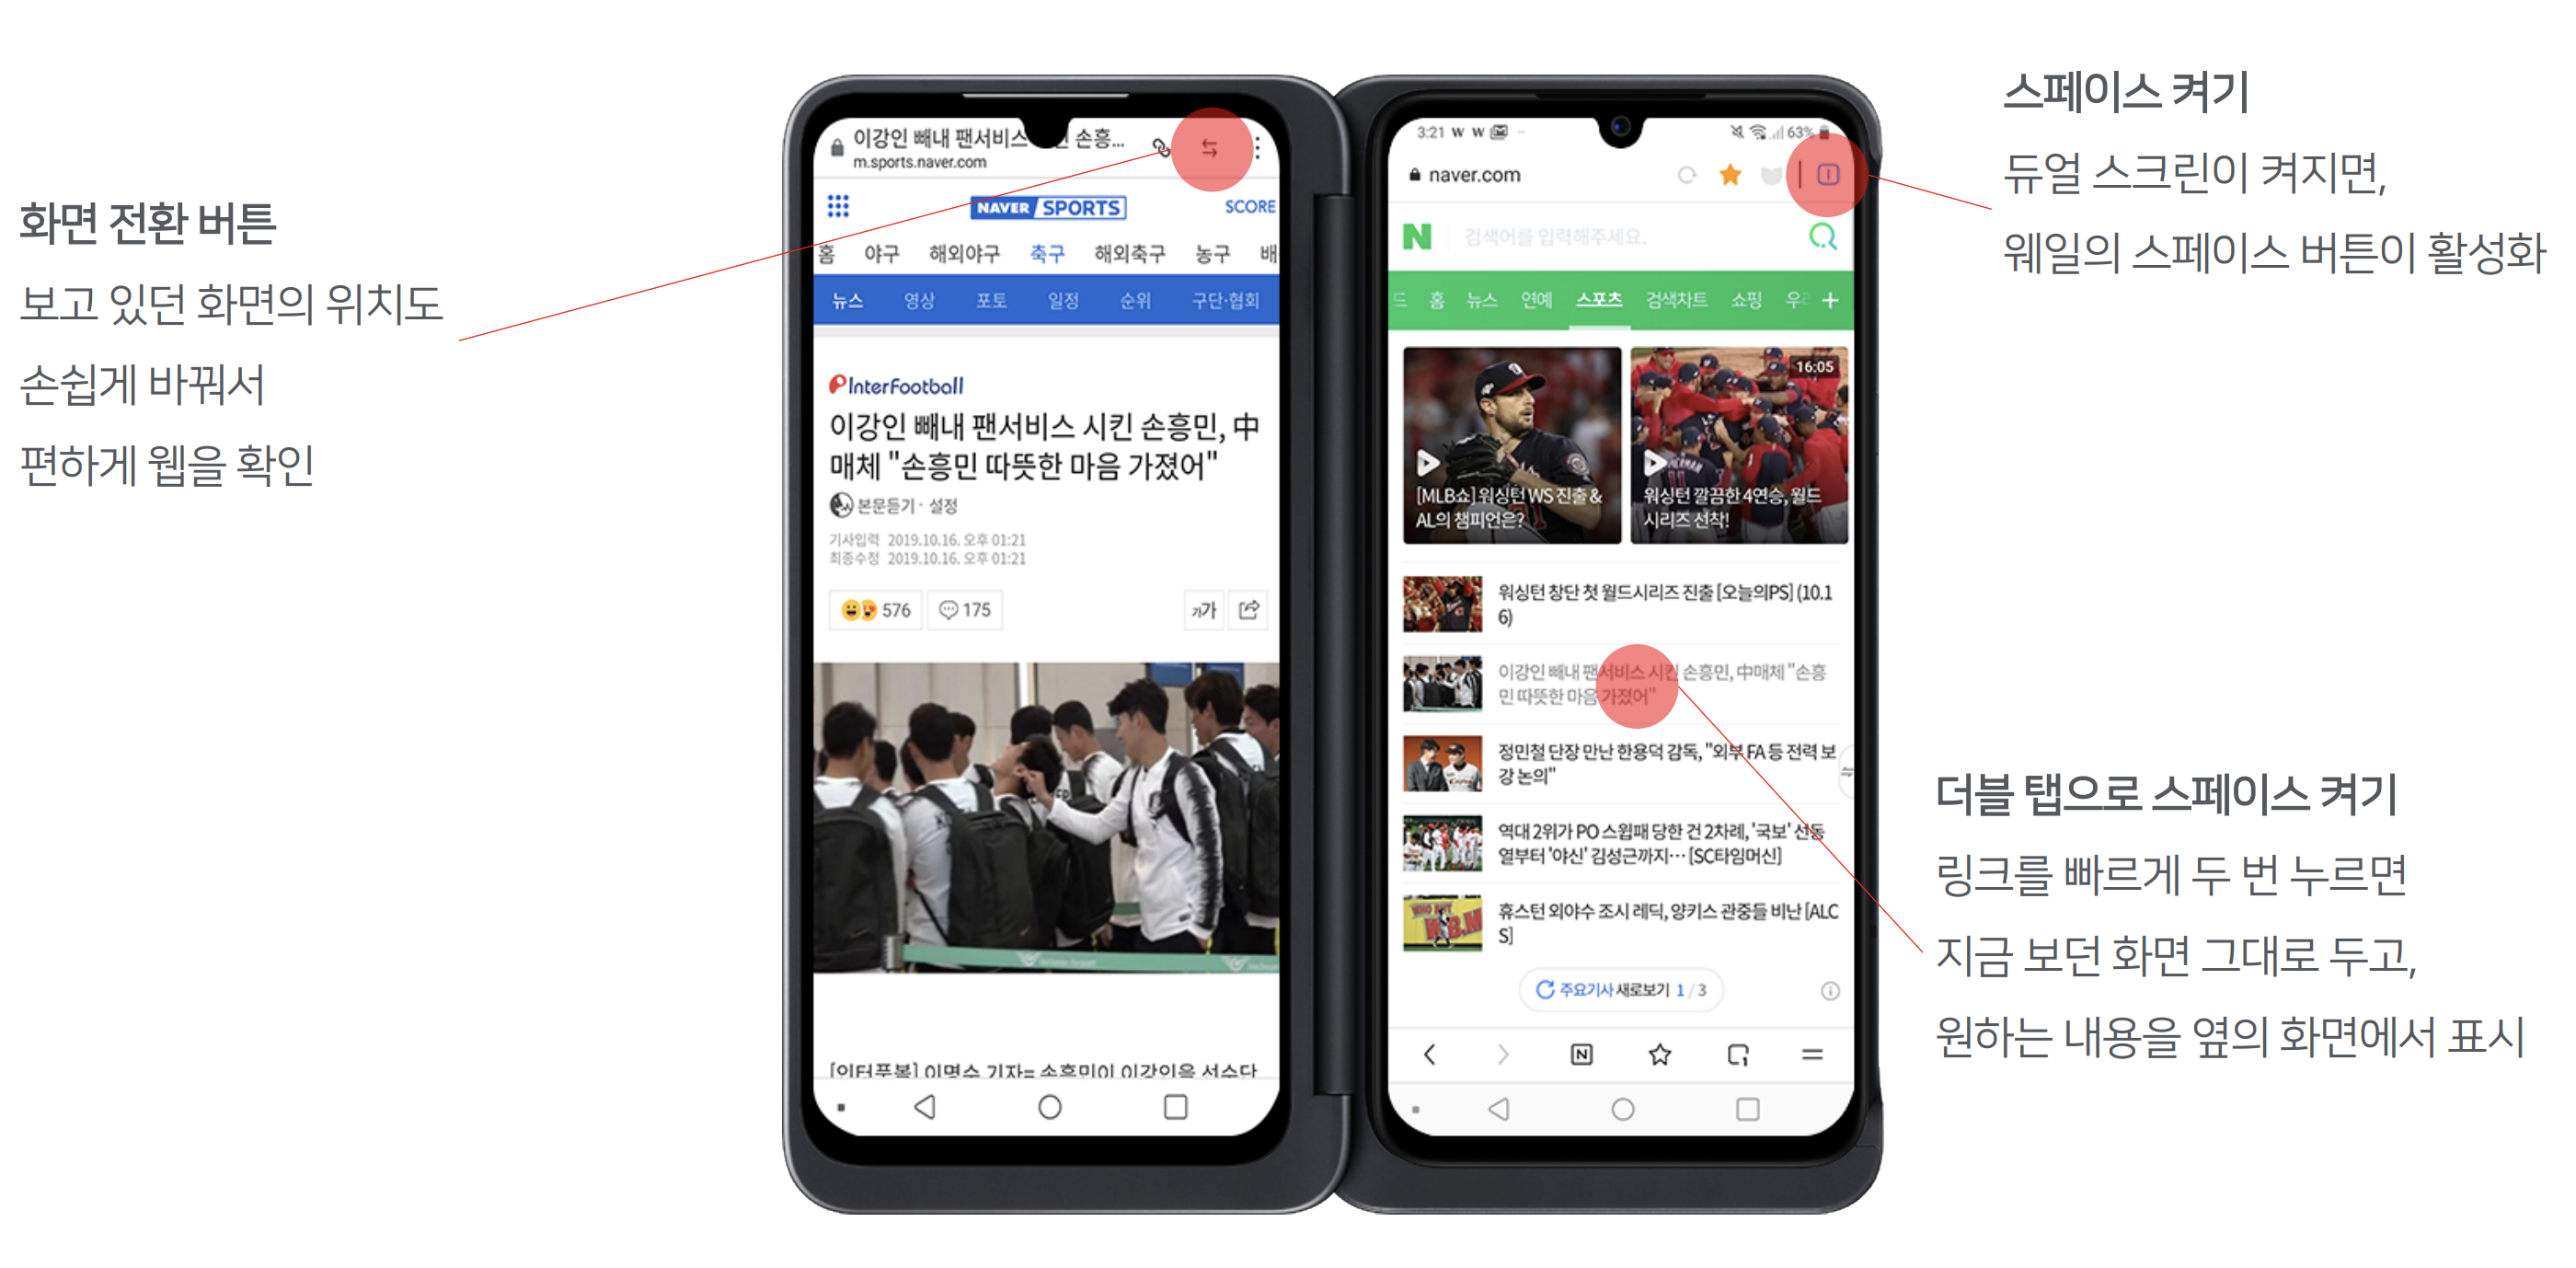 화면 전환 버튼
보고 있던 화면의 위치도
손쉽게 바꿔서
편하게 웹을 확인
이강인 빼내 팬서비스 손흥...
m.sports.naver.com
NAVER SPORTS
SCORE
홈 야구 해외야구 축구 해외축구 농구 배
뉴스 영상 포토 일정 순위 구단·협회
InterFootball
이강인 빼내 팬서비스 시킨 손흥민, 中
매체 "손흥민 따뜻한 마음 가졌어"
본문듣기 · 설정
기사입력 2019.10.16. 오후 01:21
최종수정 2019.10.16. 오후 01:21
576 175 가가
[인터풋볼] 이명수 기자= 손흥민이 이강인을 선수단
3:21 W W 63%
naver.com
N 검색어를 입력해주세요.
드 홈 뉴스 연예 스포츠 검색차트 쇼핑 +
16:05
[MLB쇼] 워싱턴 WS 진출 &
AL의 챔피언은?
워싱턴 깔끔한 4연승, 월드
시리즈 선착!
워싱턴 창단 첫 월드시리즈 진출 [오늘의PS] (10.1
6)
이강인 빼내 팬서비스 시킨 손흥민, 中매체 "손흥
민 따뜻한 마음 가졌어"
정민철 단장 만난 한용덕 감독, "외부 FA 등 전력 보
강 논의"
역대 2위가 PO 스윕패 당한 건 2차례, '국보' 선동
열부터 '야신' 김성근까지… [SC타임머신]
휴스턴 외야수 조시 레딕, 양키스 관중들 비난 [ALC
S]
주요기사 새로보기 1 / 3
N
1
스페이스 켜기
듀얼 스크린이 켜지면,
웨일의 스페이스 버튼이 활성화
더블 탭으로 스페이스 켜기
링크를 빠르게 두 번 누르면
지금 보던 화면 그대로 두고,
원하는 내용을 옆의 화면에서 표시